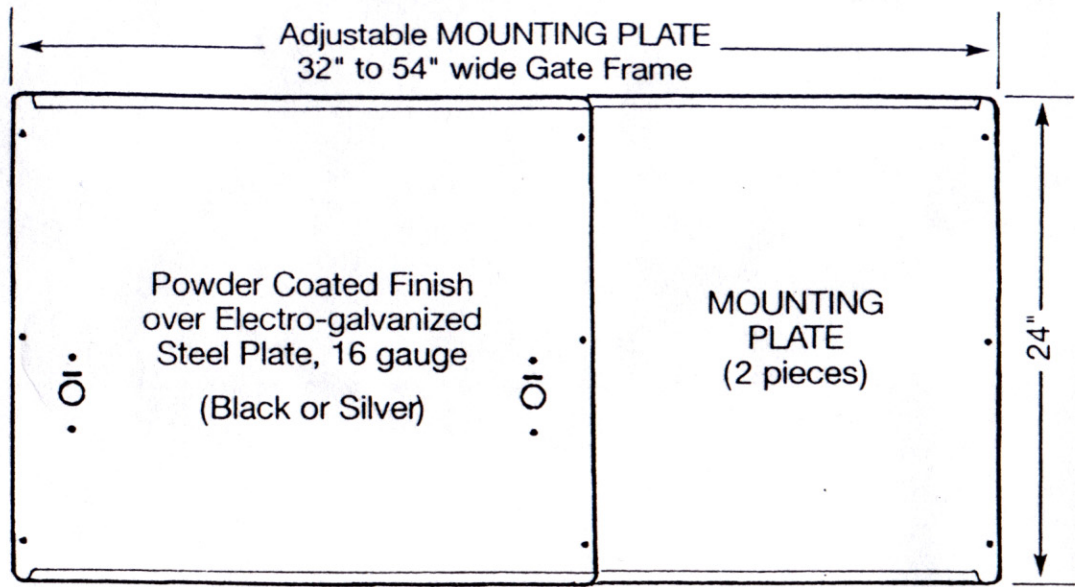 Adjustable MOUNTING PLATE
32" to 54" wide Gate Frame
Powder Coated Finish
over Electro-galvanized
Steel Plate, 16 gauge
(Black or Silver)
MOUNTING
PLATE
(2 pieces)
24"